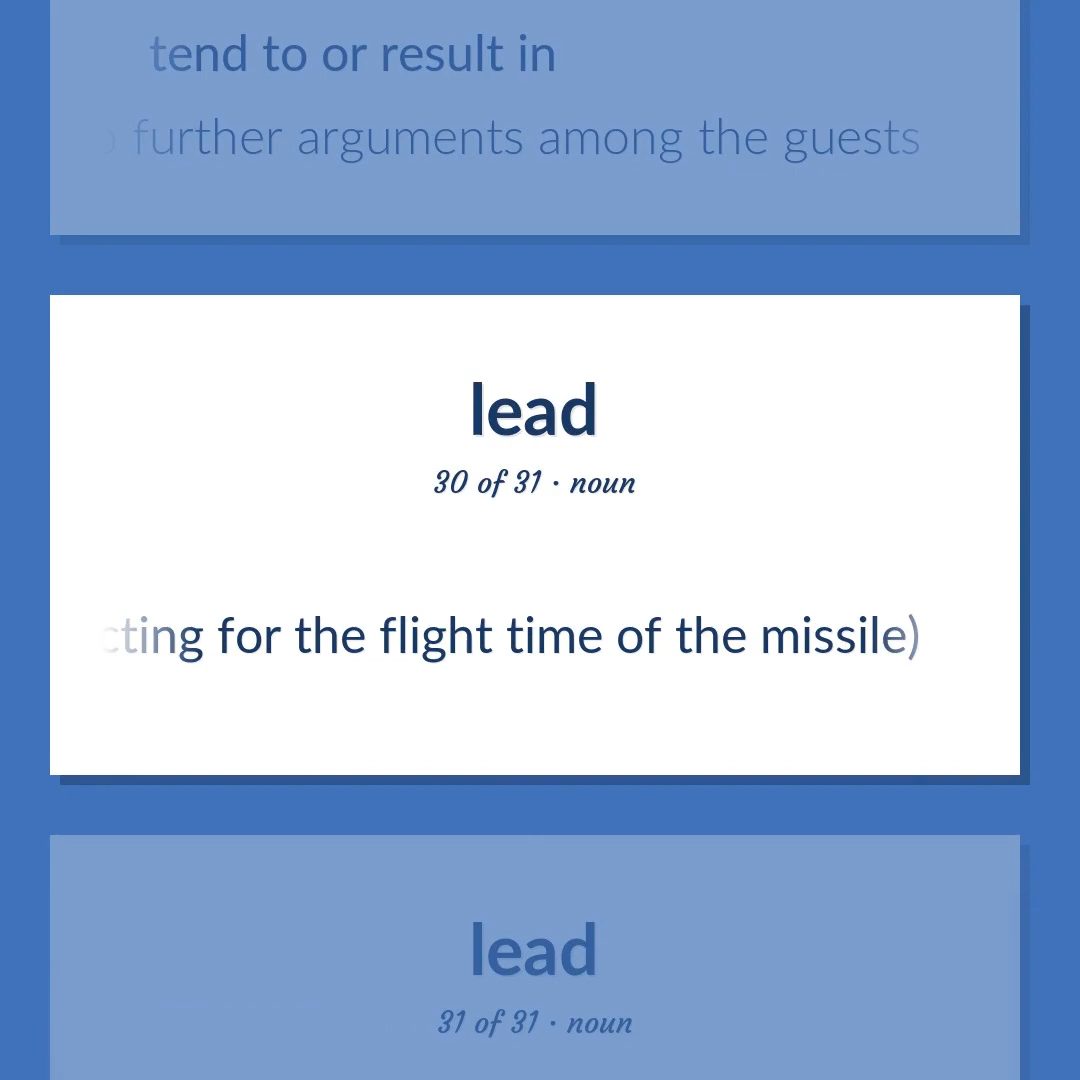 tend to or result in
further arguments among the guests
lead
30 of 31 · noun
cting for the flight time of the missile)
lead
31 of 31 · noun